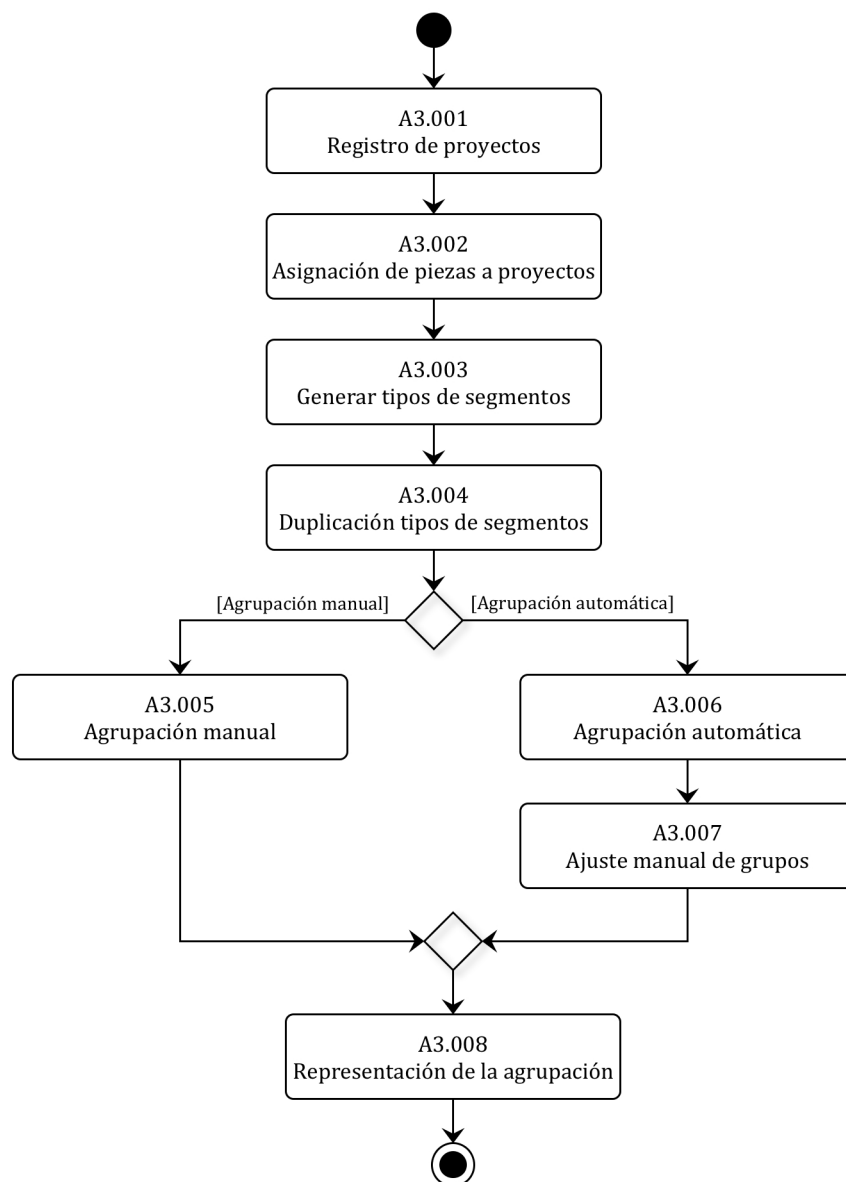 A3.001
Registro de proyectos
A3.002
Asignación de piezas a proyectos
A3.003
Generar tipos de segmentos
A3.004
Duplicación tipos de segmentos
[Agrupación manual]
[Agrupación automática]
A3.005
Agrupación manual
A3.006
Agrupación automática
A3.007
Ajuste manual de grupos
A3.008
Representación de la agrupación